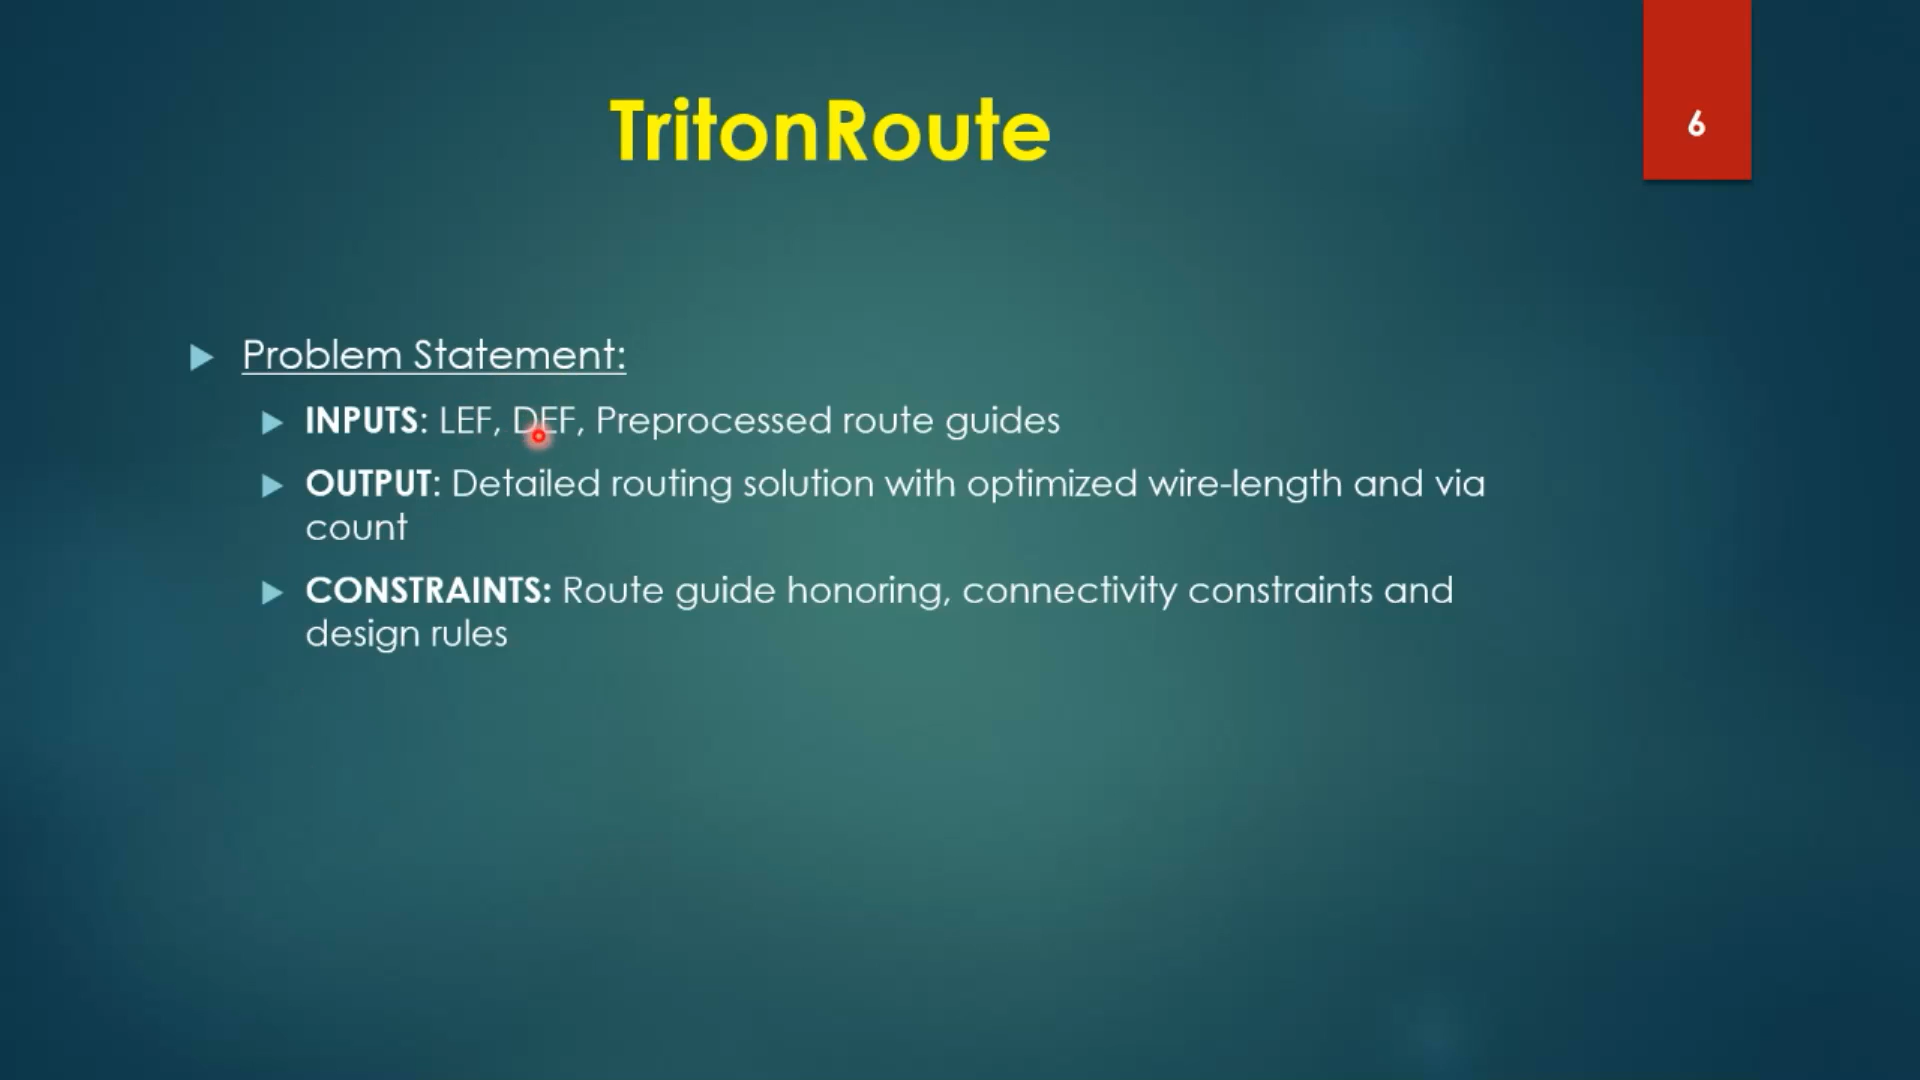 TritonRoute
6
Problem Statement:
INPUTS: LEF, DEF, Preprocessed route guides
OUTPUT: Detailed routing solution with optimized wire-length and via
count
CONSTRAINTS: Route guide honoring, connectivity constraints and
design rules